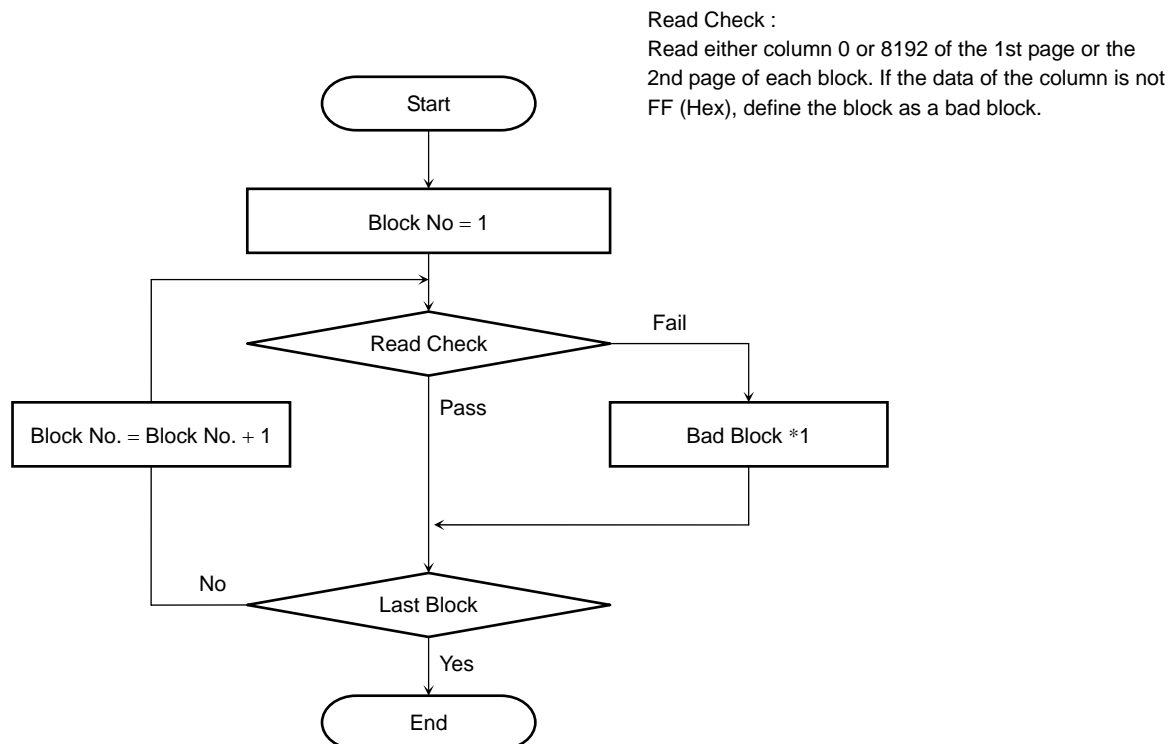 Read Check :
Read either column 0 or 8192 of the 1st page or the
2nd page of each block. If the data of the column is not
FF (Hex), define the block as a bad block.
Start
Block No = 1
Read Check
Fail
Pass
Block No. = Block No. + 1
Bad Block *1
No
Last Block
Yes
End